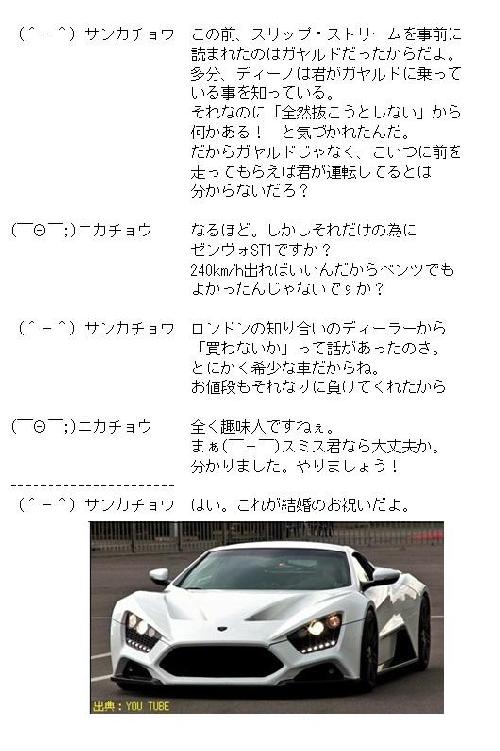 (＾－＾) サンカチョウ この前、スリップ・ストリームを事前に
読まれたのはガヤルドだったからだよ。
多分、ディーノは君がガヤルドに乗って
いる事を知っている。
それなのに「全然抜こうとしない」から
何かある！ と気づかれたんだ。
だからガヤルドじゃなく、こいつに前を
走ってもらえば君が運転してるとは
分からないだろ？
(￣Θ￣;)ニカチョウ なるほど。しかしそれだけの為に
ゼンヴォST1ですか？
240km/h出ればいいんだからベンツでも
よかったんじゃないですか？
(＾－＾) サンカチョウ ロンドンの知り合いのディーラーから
「買わないか」って話があったのさ。
とにかく希少な車だからね。
お値段もそれなりに負けてくれたから
(￣Θ￣;)ニカチョウ 全く趣味人ですねぇ。
まぁ(￣－￣)スミス君なら大丈夫か。
分かりました。やりましょう！
-----------------------
(＾－＾) サンカチョウ はい。これが結婚のお祝いだよ。
出典：YOU TUBE